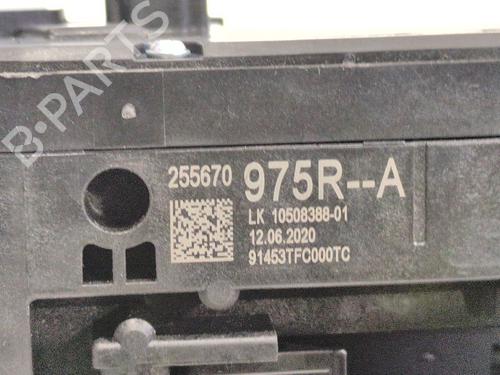 B-PARTS
255670 975R--A
LK 10508388-01
12.06.2020
91453TFC000TC